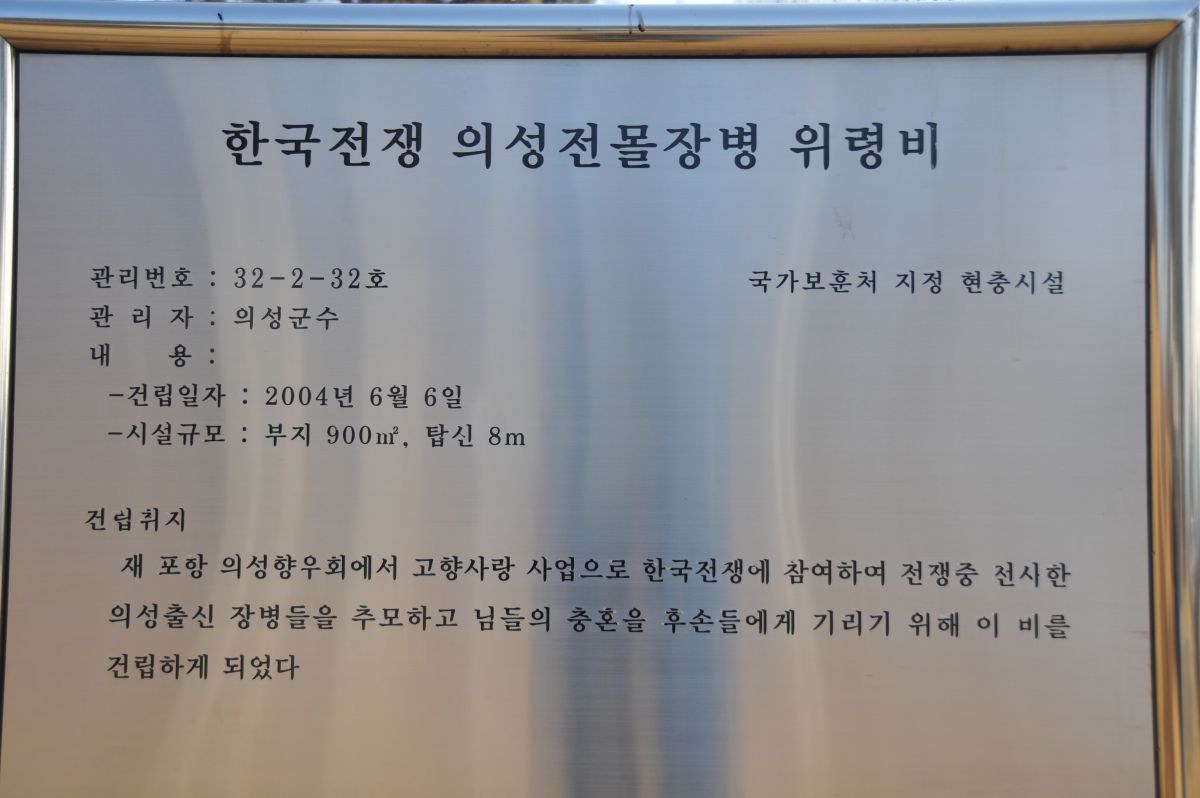 한국전쟁 의성전몰장병 위령비
관리번호 : 32-2-32호 국가보훈처 지정 현충시설
관 리 자 : 의성군수
내 용 :
-건립일자 : 2004년 6월 6일
-시설규모 : 부지 900㎡, 탑신 8m
건립취지
재 포항 의성향우회에서 고향사랑 사업으로 한국전쟁에 참여하여 전쟁중 전사한
의성출신 장병들을 추모하고 님들의 충혼을 후손들에게 기리기 위해 이 비를
건립하게 되었다